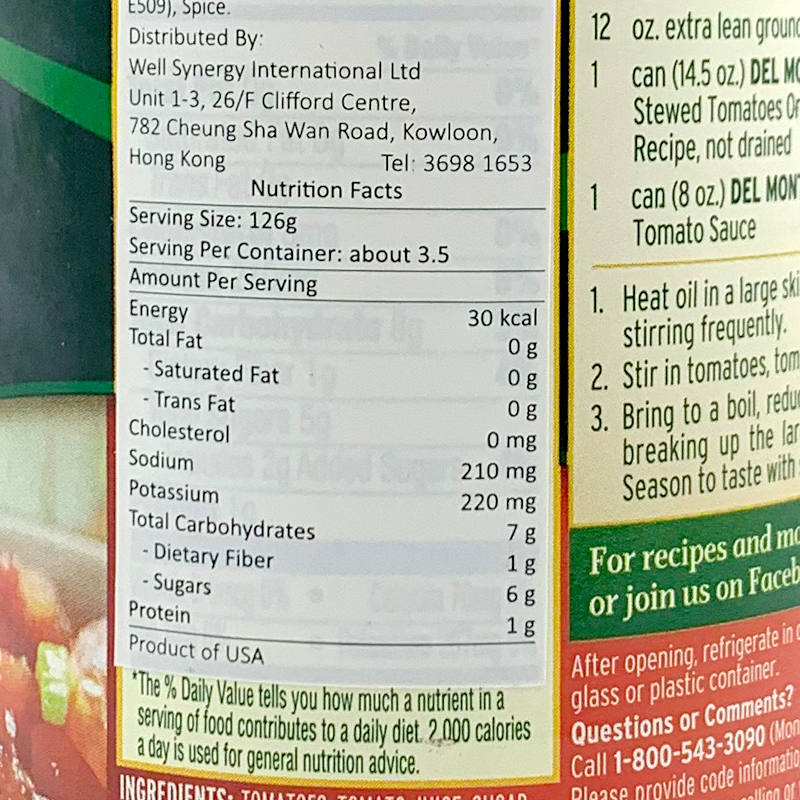 E509), Spice.
Distributed By:
Well Synergy International Ltd
Unit 1-3, 26/F Clifford Centre,
782 Cheung Sha Wan Road, Kowloon,
Hong Kong Tel: 3698 1653
Nutrition Facts
Serving Size: 126g
Serving Per Container: about 3.5
Amount Per Serving
Energy 30 kcal
Total Fat 0 g
- Saturated Fat 0 g
- Trans Fat 0 g
Cholesterol 0 mg
Sodium 210 mg
Potassium 220 mg
Total Carbohydrates 7 g
- Dietary Fiber 1 g
- Sugars 6 g
Protein 1 g
Product of USA
*The % Daily Value tells you how much a nutrient in a
serving of food contributes to a daily diet. 2,000 calories
a day is used for general nutrition advice.
INGREDIENTS: TOMATOES, TOMATO JUICE, SUGAR,
12 oz. extra lean ground
1 can (14.5 oz.) DEL MO
Stewed Tomatoes Or
Recipe, not drained
1 can (8 oz.) DEL MONT
Tomato Sauce
1. Heat oil in a large ski
stirring frequently.
2. Stir in tomatoes, tom
3. Bring to a boil, redu
breaking up the lar
Season to taste with
For recipes and mo
or join us on Faceb
After opening, refrigerate in
glass or plastic container.
Questions or Comments?
Call 1-800-543-3090 (Mon
Please provide code informatio